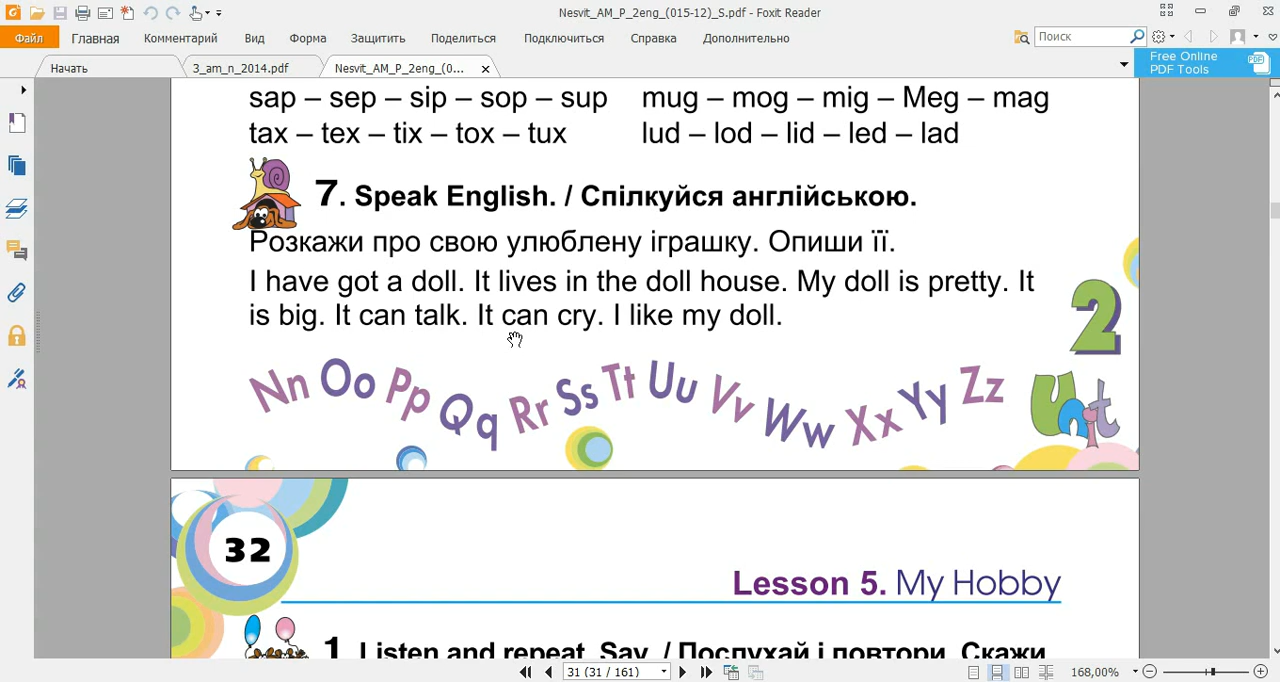 Nesvit_AM_P_2eng_(015-12)_S.pdf - Foxit Reader
Файл Главная Комментарий Вид Форма Защитить Поделиться Подключиться Справка Дополнительно
Поиск
Начать 3_am_n_2014.pdf Nesvit_AM_P_2eng_(0...
Free Online
PDF Tools
sap – sep – sip – sop – sup mug – mog – mig – Meg – mag
tax – tex – tix – tox – tux lud – lod – lid – led – lad
7. Speak English. / Спілкуйся англійською.
Розкажи про свою улюблену іграшку. Опиши її.
I have got a doll. It lives in the doll house. My doll is pretty. It
is big. It can talk. It can cry. I like my doll.
2
Unit
Nn Oo Pp Qq Rr Ss Tt Uu Vv Ww Xx Yy Zz
32
Lesson 5. My Hobby
1. Listen and repeat. Say. / Послухай і повтори. Скажи
31 (31 / 161)
168,00%